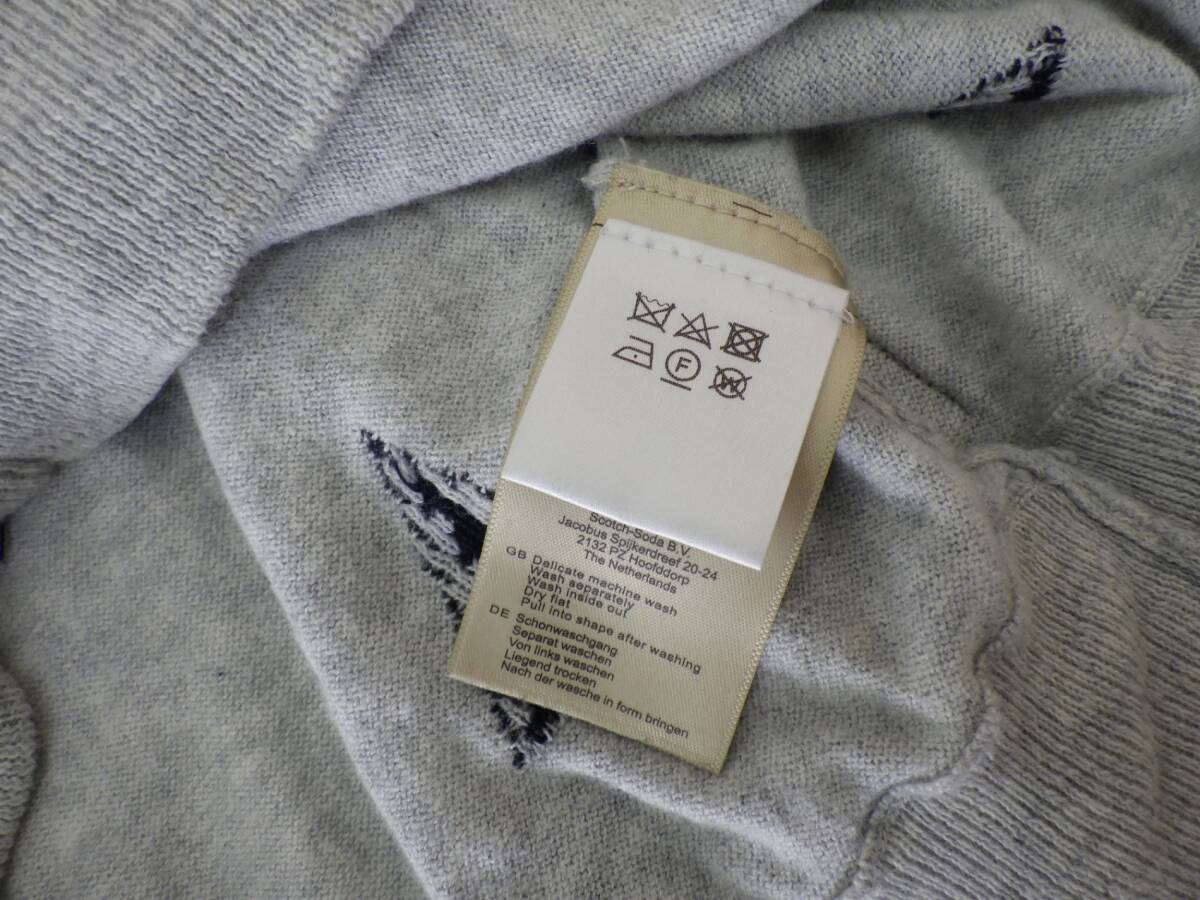 F
W
Scotch-Soda B.V.
Jacobus Spijkerdreef 20-24
2132 PZ Hoofddorp
The Netherlands
GB Delicate machine wash
Wash separately
Wash inside out
Dry flat
Pull into shape after washing
DE Schonwaschgang
Separat waschen
Von links waschen
Liegend trocken
Nach der wasche in form bringen